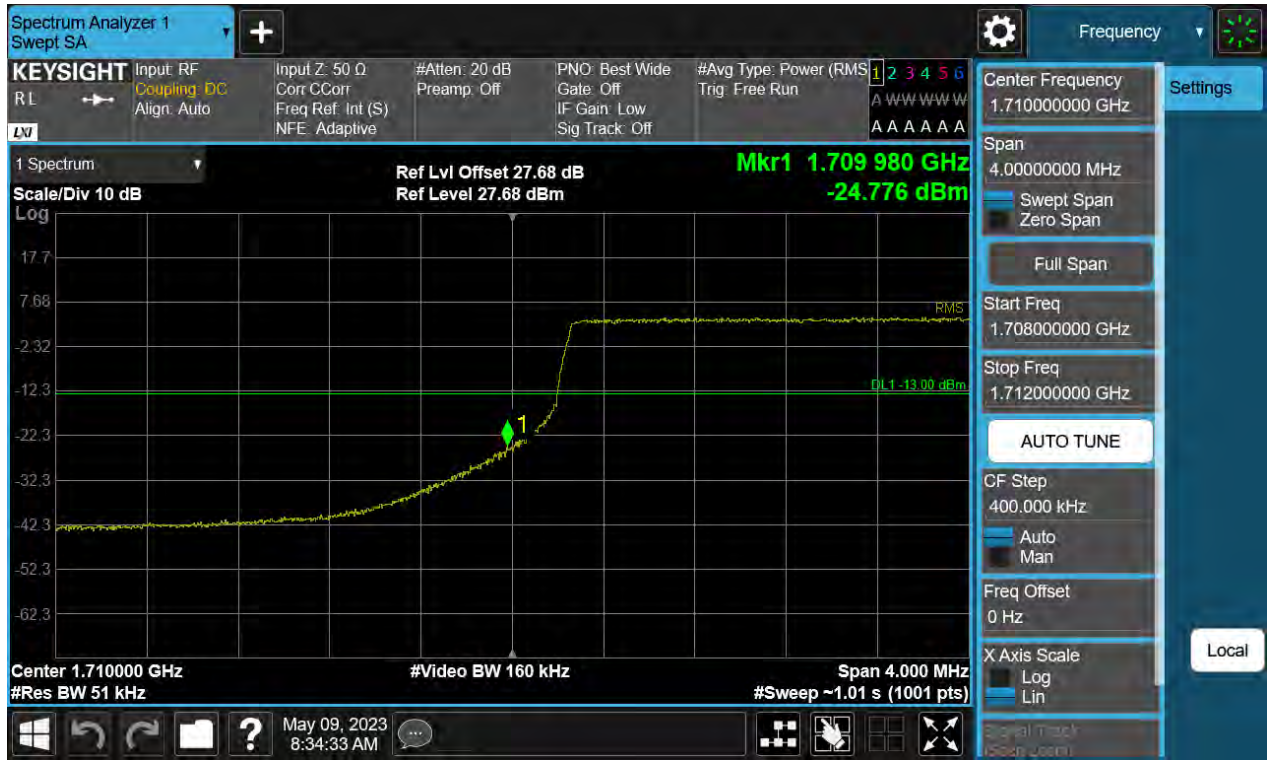 Spectrum Analyzer 1
Swept SA
Frequency
KEYSIGHT
RL
LXI
Input: RF
Coupling: DC
Align: Auto
Input Z: 50 Ω
Corr CCorr
Freq Ref: Int (S)
NFE: Adaptive
#Atten: 20 dB
Preamp: Off
PNO: Best Wide
Gate: Off
IF Gain: Low
Sig Track: Off
#Avg Type: Power (RMS
Trig: Free Run
1 2 3 4 5 6
A W W W W W
A A A A A A
1 Spectrum
Scale/Div 10 dB
Log
Ref Lvl Offset 27.68 dB
Ref Level 27.68 dBm
Mkr1 1.709 980 GHz
-24.776 dBm
17.7
7.68
-2.32
-12.3
-22.3
-32.3
-42.3
-52.3
-62.3
RMS
DL1 -13.00 dBm
1
Center 1.710000 GHz
#Res BW 51 kHz
#Video BW 160 kHz
Span 4.000 MHz
#Sweep ~1.01 s (1001 pts)
Center Frequency
1.710000000 GHz
Span
4.00000000 MHz
Swept Span
Zero Span
Full Span
Start Freq
1.708000000 GHz
Stop Freq
1.712000000 GHz
AUTO TUNE
CF Step
400.000 kHz
Auto
Man
Freq Offset
0 Hz
X Axis Scale
Log
Lin
Signal Track
(Span Zoom)
Settings
Local
?
May 09, 2023
8:34:33 AM